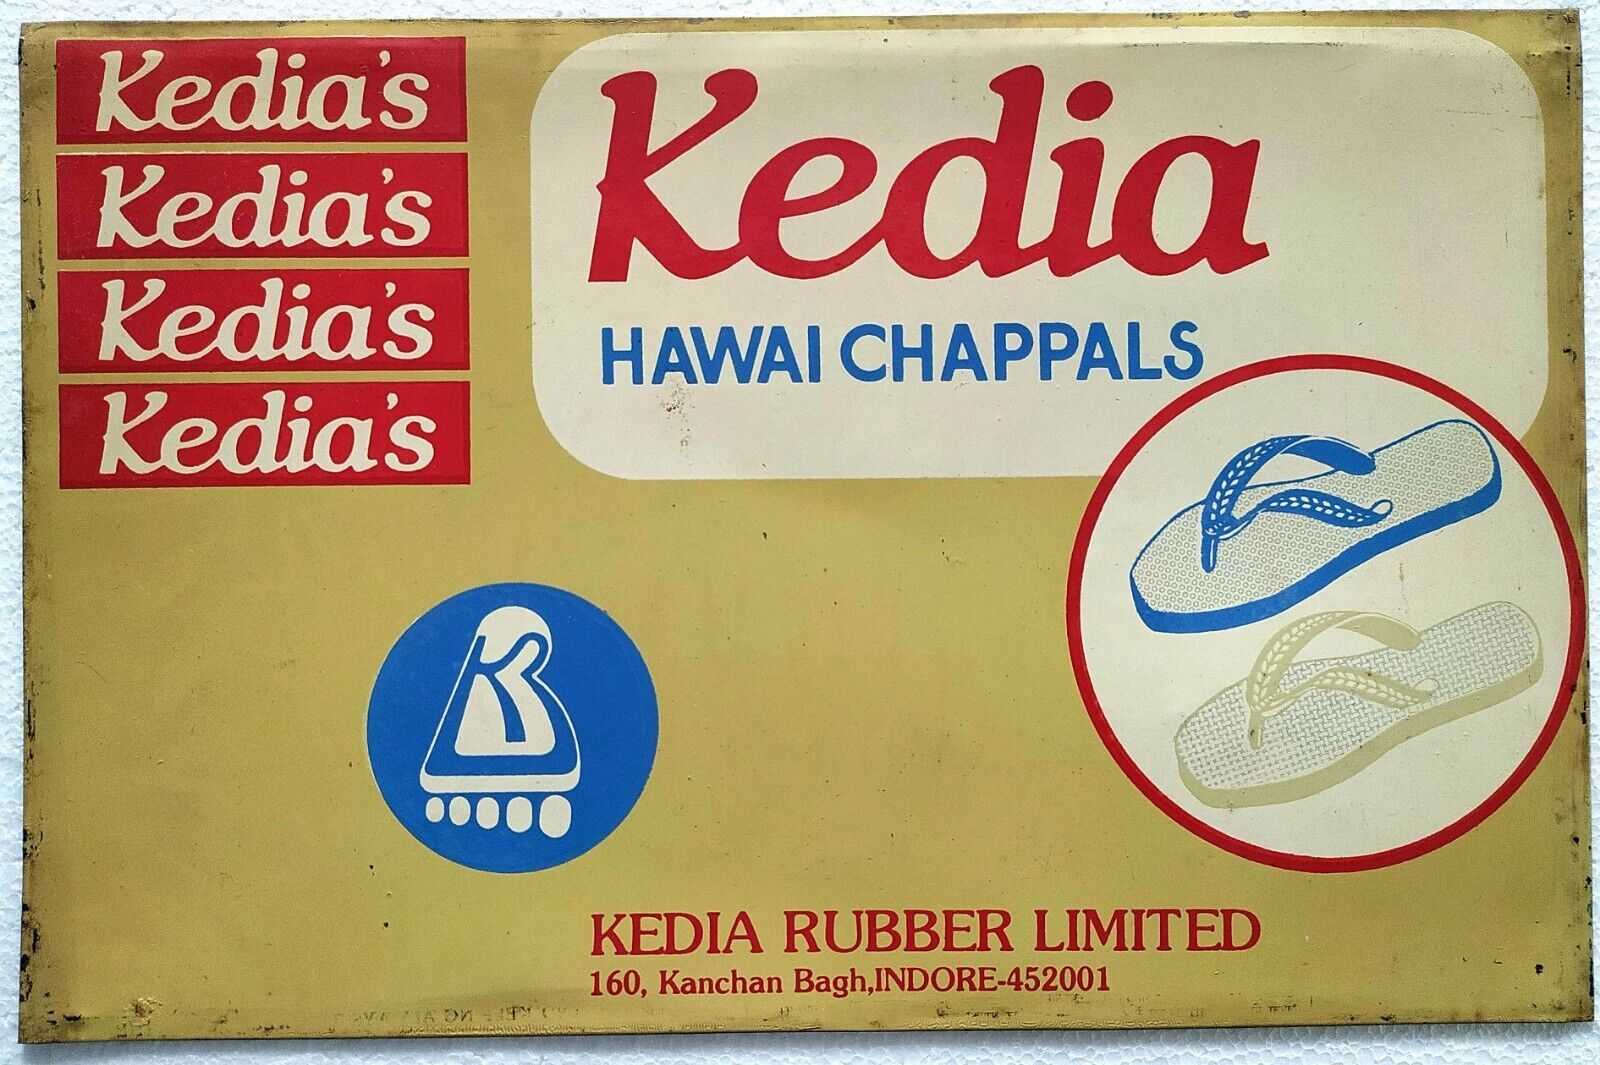 Kedia's
Kedia's
Kedia's
Kedia's
Kedia
HAWAI CHAPPALS
KEDIA RUBBER LIMITED
160, Kanchan Bagh,INDORE-452001